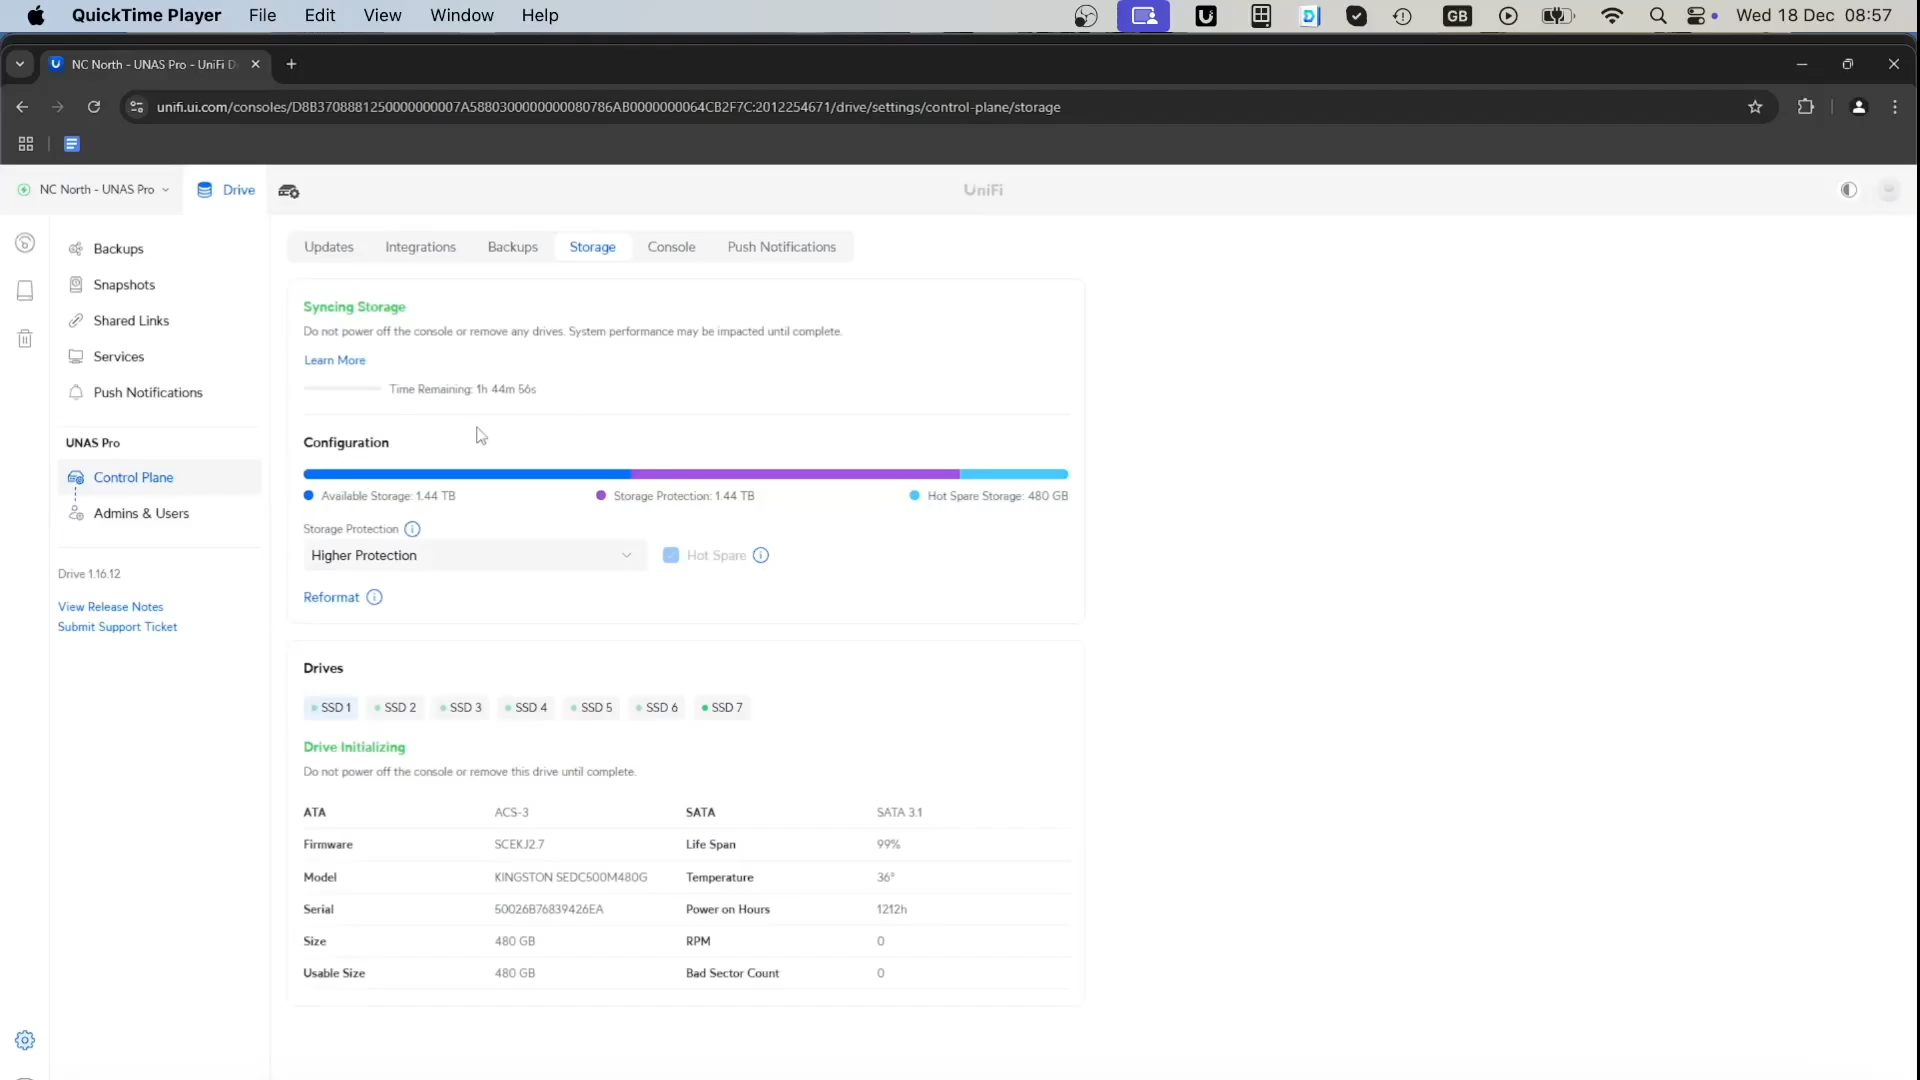 QuickTime Player File Edit View Window Help
GB Wed 18 Dec 08:57
NC North - UNAS Pro - UniFi D
unifi.ui.com/consoles/D8B3708881250000000007A5880300000000080786AB0000000064CB2F7C:2012254671/drive/settings/control-plane/storage
NC North - UNAS Pro
Drive
UniFi
Backups
Snapshots
Shared Links
Services
Push Notifications
UNAS Pro
Control Plane
Admins & Users
Drive 1.16.12
View Release Notes
Submit Support Ticket
Updates Integrations Backups Storage Console Push Notifications
Syncing Storage
Do not power off the console or remove any drives. System performance may be impacted until complete.
Learn More
Time Remaining: 1h 44m 56s
Configuration
Available Storage: 1.44 TB Storage Protection: 1.44 TB Hot Spare Storage: 480 GB
Storage Protection
Higher Protection Hot Spare
Reformat
Drives
SSD 1 SSD 2 SSD 3 SSD 4 SSD 5 SSD 6 SSD 7
Drive Initializing
Do not power off the console or remove this drive until complete.
ATA ACS-3 SATA SATA 3.1
Firmware SCEKJ2.7 Life Span 99%
Model KINGSTON SEDC500M480G Temperature 36°
Serial 50026B76839426EA Power on Hours 1212h
Size 480 GB RPM 0
Usable Size 480 GB Bad Sector Count 0